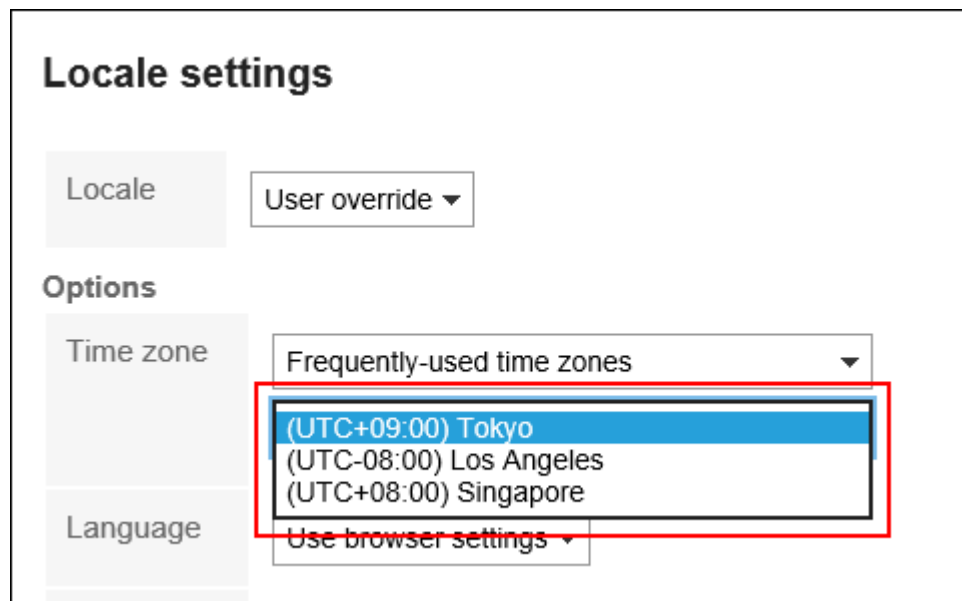 Locale settings
Locale
User override
Options
Time zone
Frequently-used time zones
(UTC+09:00) Tokyo
(UTC-08:00) Los Angeles
(UTC+08:00) Singapore
Language
Use browser settings